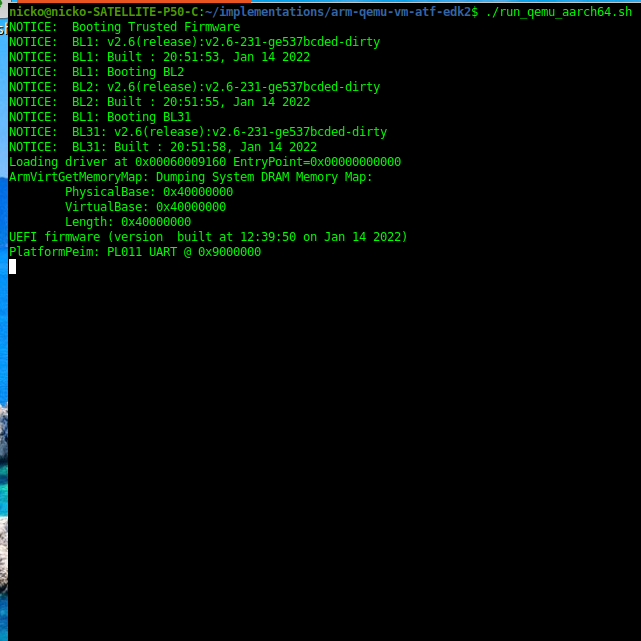 nicko@nicko-SATELLITE-P50-C:~/implementations/arm-qemu-vm-atf-edk2$ ./run_qemu_aarch64.sh
NOTICE:  Booting Trusted Firmware
NOTICE:  BL1: v2.6(release):v2.6-231-ge537bcded-dirty
NOTICE:  BL1: Built : 20:51:53, Jan 14 2022
NOTICE:  BL1: Booting BL2
NOTICE:  BL2: v2.6(release):v2.6-231-ge537bcded-dirty
NOTICE:  BL2: Built : 20:51:55, Jan 14 2022
NOTICE:  BL1: Booting BL31
NOTICE:  BL31: v2.6(release):v2.6-231-ge537bcded-dirty
NOTICE:  BL31: Built : 20:51:58, Jan 14 2022
Loading driver at 0x00060009160 EntryPoint=0x00000000000
ArmVirtGetMemoryMap: Dumping System DRAM Memory Map:
        PhysicalBase: 0x40000000
        VirtualBase: 0x40000000
        Length: 0x40000000
UEFI firmware (version  built at 12:39:50 on Jan 14 2022)
PlatformPeim: PL011 UART @ 0x9000000